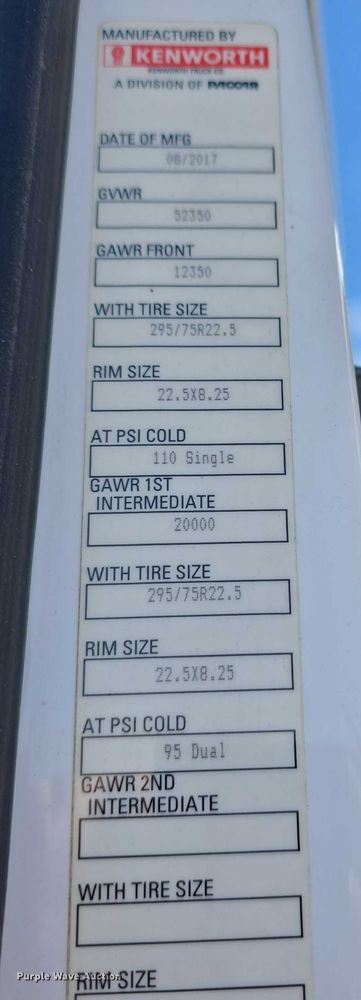 MANUFACTURED BY
KENWORTH
KENWORTH TRUCK CO.
A DIVISION OF PACCAR
DATE OF MFG
08/2017
GVWR
52350
GAWR FRONT
12350
WITH TIRE SIZE
295/75R22.5
RIM SIZE
22.5X8.25
AT PSI COLD
110 Single
GAWR 1ST
INTERMEDIATE
20000
WITH TIRE SIZE
295/75R22.5
RIM SIZE
22.5X8.25
AT PSI COLD
95 Dual
GAWR 2ND
INTERMEDIATE
WITH TIRE SIZE
RIM SIZE
Purple Wave Auction